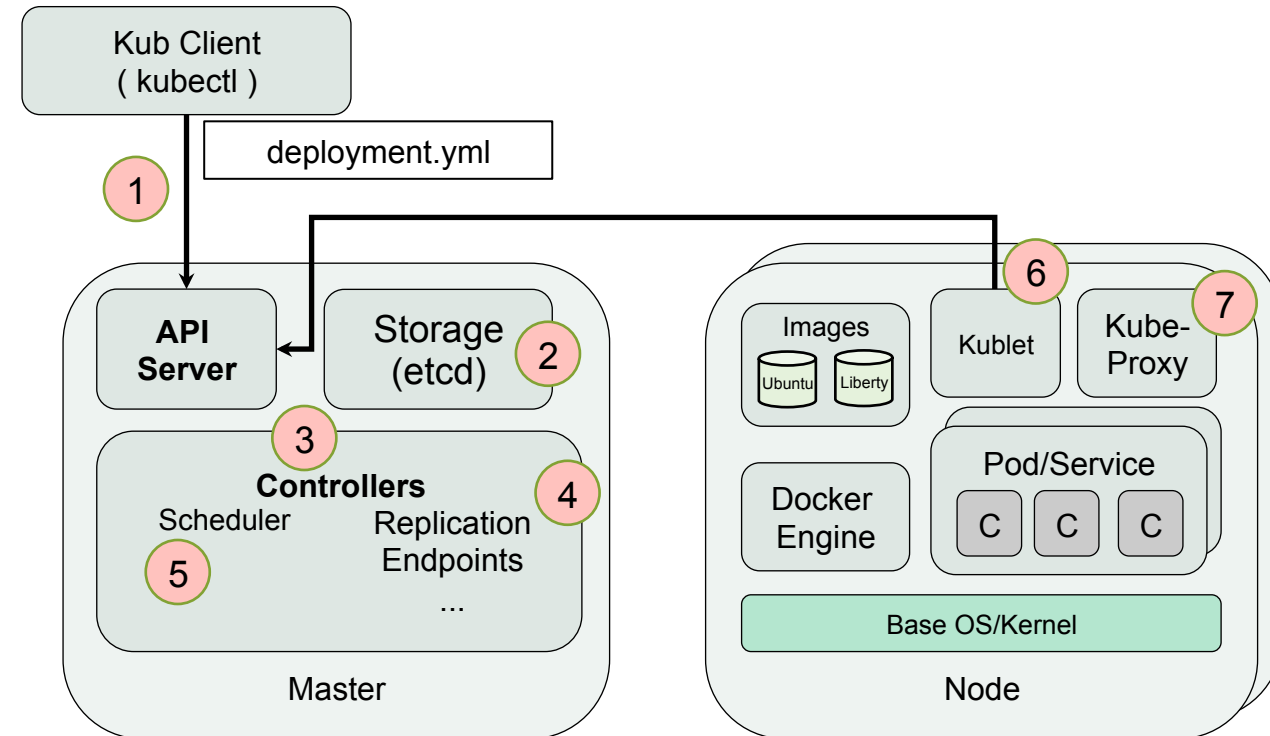 Kub Client
( kubectl )
deployment.yml
1
API
Server
Storage
(etcd)
2
3
Controllers
Scheduler
Replication
Endpoints
...
4
5
Master
Images
Ubuntu
Liberty
6
Kublet
7
Kube-
Proxy
Docker
Engine
Pod/Service
C C C
Base OS/Kernel
Node